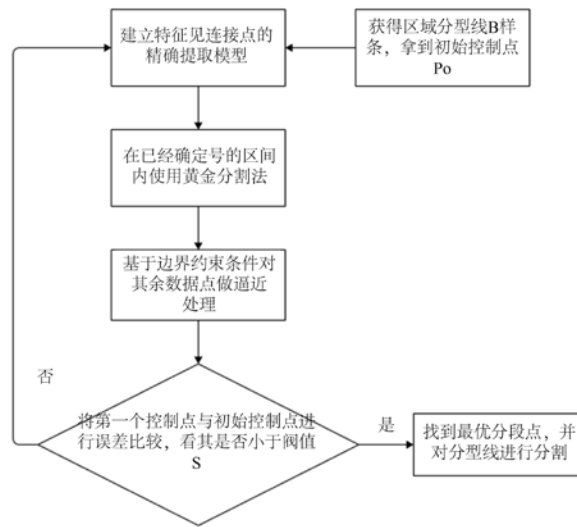 建立特征见连接点的
精确提取模型
获得区域分型线B样
条，拿到初始控制点
Po
在已经确定号的区间
内使用黄金分割法
基于边界约束条件对
其余数据点做逼近
处理
否
将第一个控制点与初始控制点进
行误差比较，看其是否小于阀值
S
是
找到最优分段点，并
对分型线进行分割